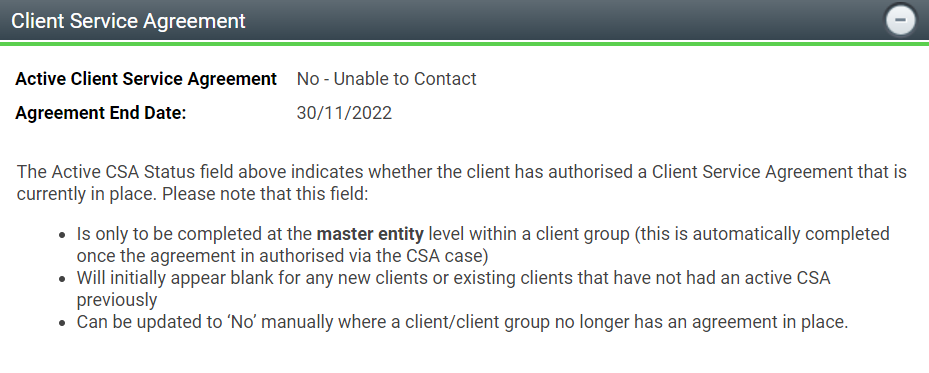 Client Service Agreement
Active Client Service Agreement No - Unable to Contact
Agreement End Date: 30/11/2022
The Active CSA Status field above indicates whether the client has authorised a Client Service Agreement that is
currently in place. Please note that this field:
• Is only to be completed at the master entity level within a client group (this is automatically completed
once the agreement in authorised via the CSA case)
• Will initially appear blank for any new clients or existing clients that have not had an active CSA
previously
• Can be updated to ‘No’ manually where a client/client group no longer has an agreement in place.